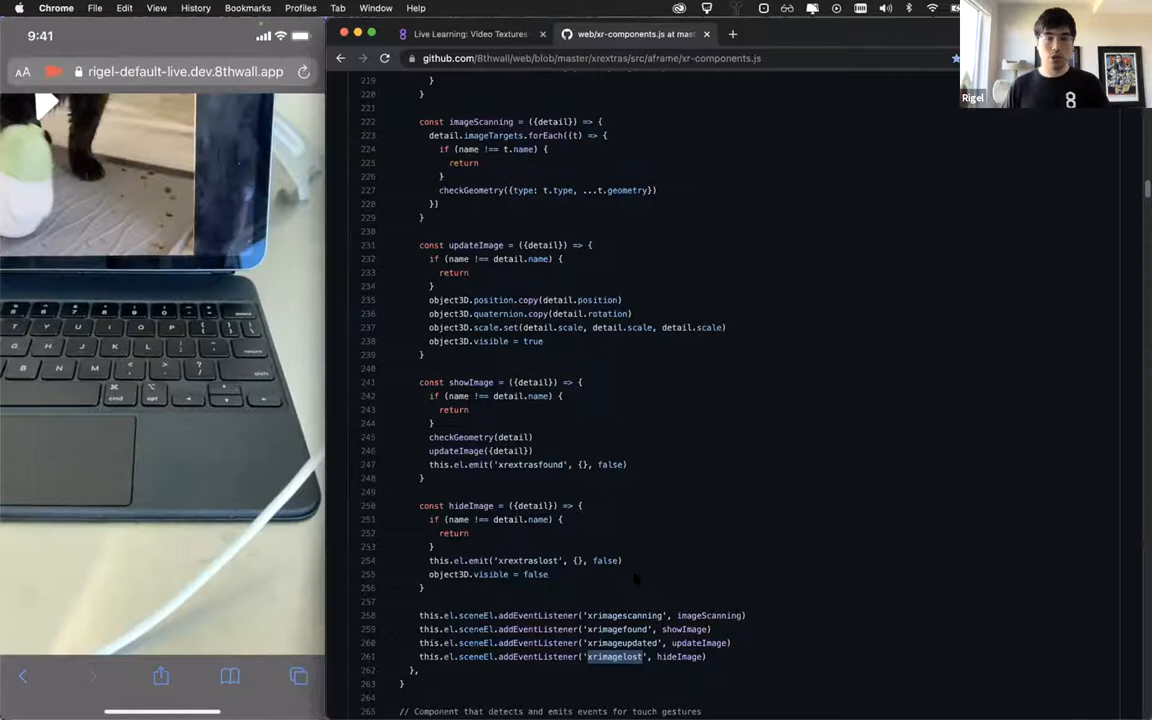 Chrome File Edit View History Bookmarks Profiles Tab Window Help
9:41
AA rigel-default-live.dev.8thwall.app
Live Learning: Video Textures
web/xr-components.js at mas
github.com/8thwall/web/blob/master/xrextras/src/aframe/xr-components.js
Rigel
8
219 }
220 }
221
222 const imageScanning = ({detail}) => {
223 detail.imageTargets.forEach((t) => {
224 if (name !== t.name) {
225 return
226 }
227 checkGeometry({type: t.type, ...t.geometry})
228 })
229 }
230
231 const updateImage = ({detail}) => {
232 if (name !== detail.name) {
233 return
234 }
235 object3D.position.copy(detail.position)
236 object3D.quaternion.copy(detail.rotation)
237 object3D.scale.set(detail.scale, detail.scale, detail.scale)
238 object3D.visible = true
239 }
240
241 const showImage = ({detail}) => {
242 if (name !== detail.name) {
243 return
244 }
245 checkGeometry(detail)
246 updateImage({detail})
247 this.el.emit('xrextrasfound', {}, false)
248 }
249
250 const hideImage = ({detail}) => {
251 if (name !== detail.name) {
252 return
253 }
254 this.el.emit('xrextraslost', {}, false)
255 object3D.visible = false
256 }
257
258 this.el.sceneEl.addEventListener('xrimagescanning', imageScanning)
259 this.el.sceneEl.addEventListener('xrimagefound', showImage)
260 this.el.sceneEl.addEventListener('xrimageupdated', updateImage)
261 this.el.sceneEl.addEventListener('xrimagelost', hideImage)
262 },
263 }
264
265 // Component that detects and emits events for touch gestures
T Y U I O P
G H J K L
B N M
cmd opt